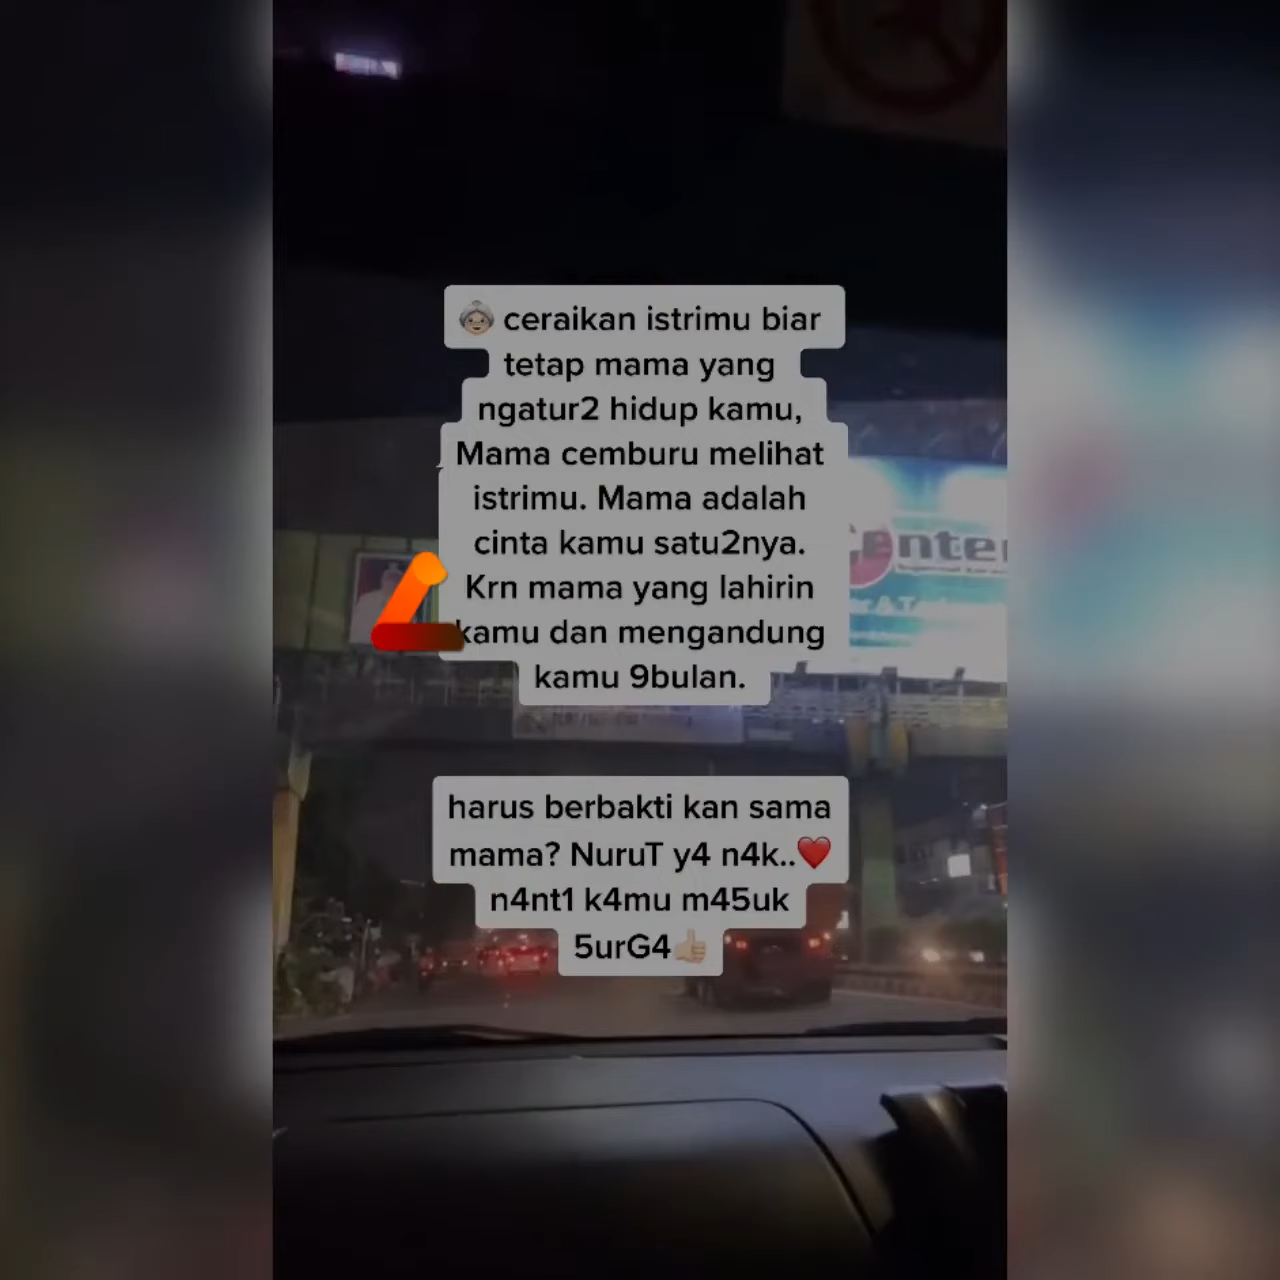 ceraikan istrimu biar
tetap mama yang
ngatur2 hidup kamu,
Mama cemburu melihat
istrimu. Mama adalah
cinta kamu satu2nya.
Krn mama yang lahirin
kamu dan mengandung
kamu 9bulan.
enter
harus berbakti kan sama
mama? NuruT y4 n4k..❤️
n4nt1 k4mu m45uk
5urG4👍🏻